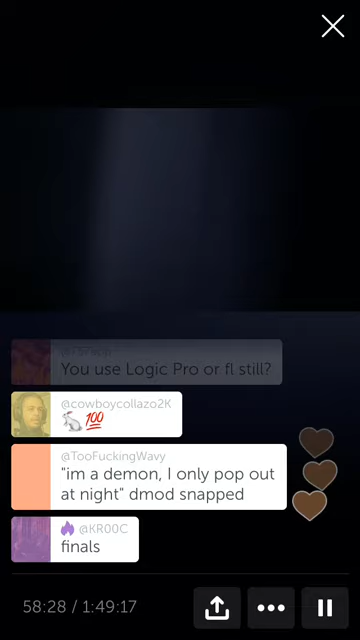 You use Logic Pro or fl still?
@cowboycollazo2K
🐇💯
@TooFuckingWavy
"im a demon, I only pop out
at night" dmod snapped
@KR00C
finals
58:28 / 1:49:17